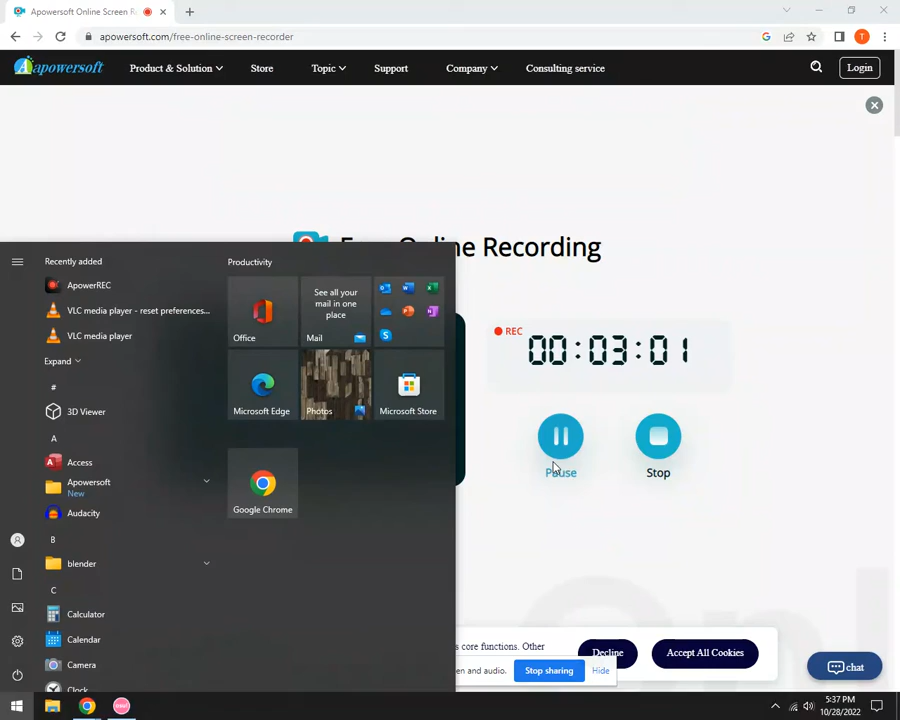 Apowersoft Online Screen R
apowersoft.com/free-online-screen-recorder
T
Apowersoft
Product & Solution
Store
Topic
Support
Company
Consulting service
Login
Free Online Recording
REC
00:03:01
Pause
Stop
Recently added
ApowerREC
VLC media player - reset preferences...
VLC media player
Expand
#
3D Viewer
A
Access
Apowersoft
New
Audacity
B
blender
C
Calculator
Calendar
Camera
Clock
Productivity
Office
See all your
mail in one
place
Mail
Microsoft Edge
Photos
Microsoft Store
Google Chrome
s core functions. Other
Decline
Accept All Cookies
en and audio.
Stop sharing
Hide
chat
5:37 PM
10/28/2022